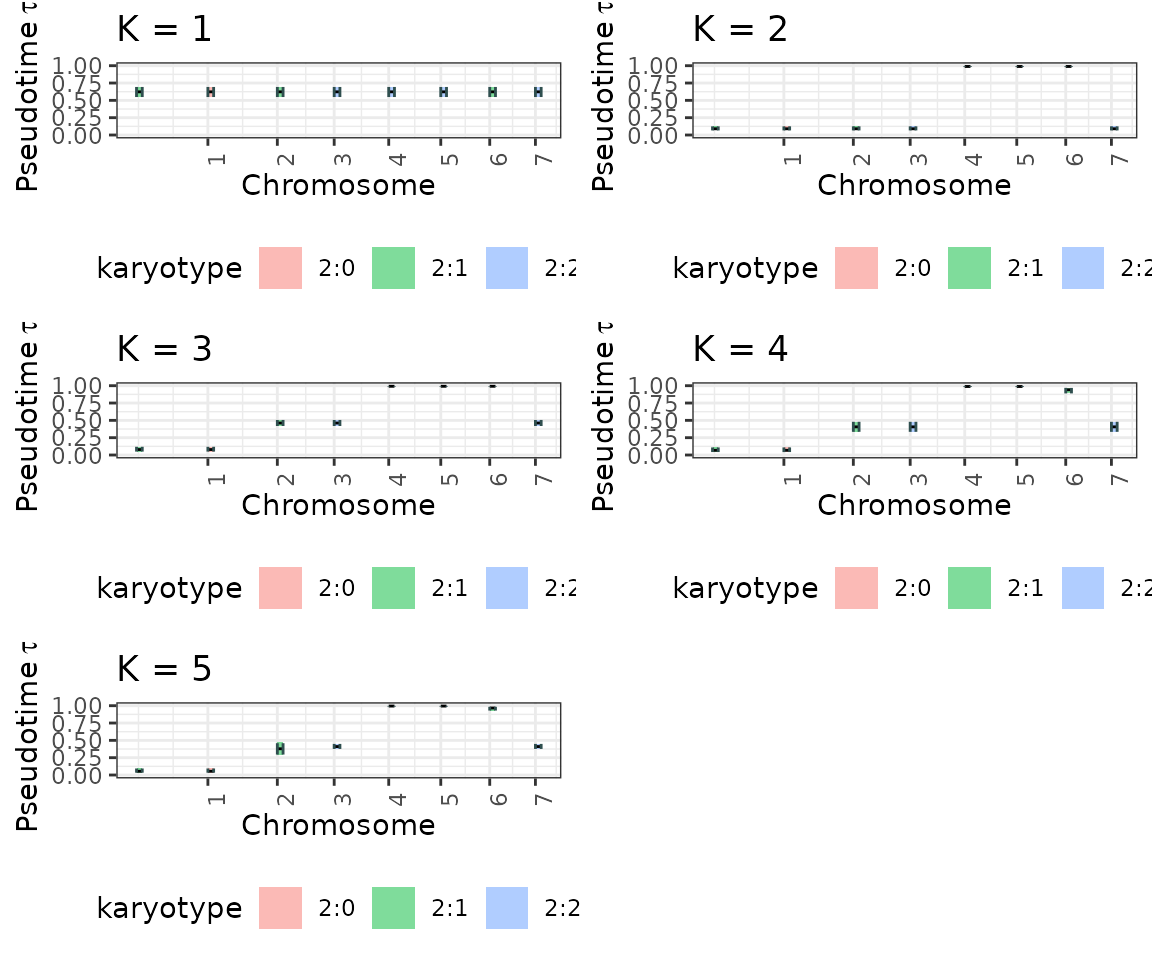 K = 1
Pseudotime τ
1.00
0.75
0.50
0.25
0.00
1 2 3 4 5 6 7
Chromosome
karyotype 2:0 2:1 2:2
K = 2
Pseudotime τ
1.00
0.75
0.50
0.25
0.00
1 2 3 4 5 6 7
Chromosome
karyotype 2:0 2:1 2:2
K = 3
Pseudotime τ
1.00
0.75
0.50
0.25
0.00
1 2 3 4 5 6 7
Chromosome
karyotype 2:0 2:1 2:2
K = 4
Pseudotime τ
1.00
0.75
0.50
0.25
0.00
1 2 3 4 5 6 7
Chromosome
karyotype 2:0 2:1 2:2
K = 5
Pseudotime τ
1.00
0.75
0.50
0.25
0.00
1 2 3 4 5 6 7
Chromosome
karyotype 2:0 2:1 2:2